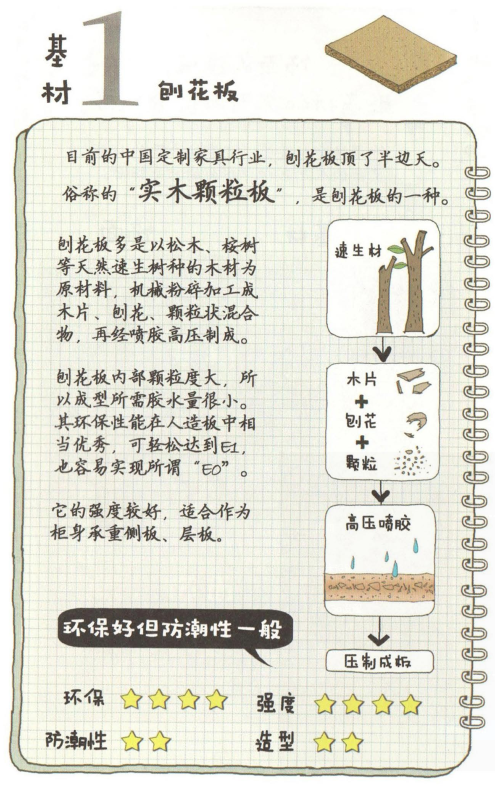 基材1 刨花板
目前的中国定制家具行业，刨花板顶了半边天。
俗称的“实木颗粒板”，是刨花板的一种。
刨花板多是以松木、桉树
等天然速生树种的木材为
原材料，机械粉碎加工成
木片、刨花、颗粒状混合
物，再经喷胶高压制成。
刨花板内部颗粒度大，所
以成型所需胶水量很小。
其环保性能在人造板中相
当优秀，可轻松达到E1，
也容易实现所谓“E0”。
它的强度较好，适合作为
柜身承重侧板、层板。
速生材
木片
+
刨花
+
颗粒
高压喷胶
压制成板
环保好但防潮性一般
环保
强度
防潮性
造型